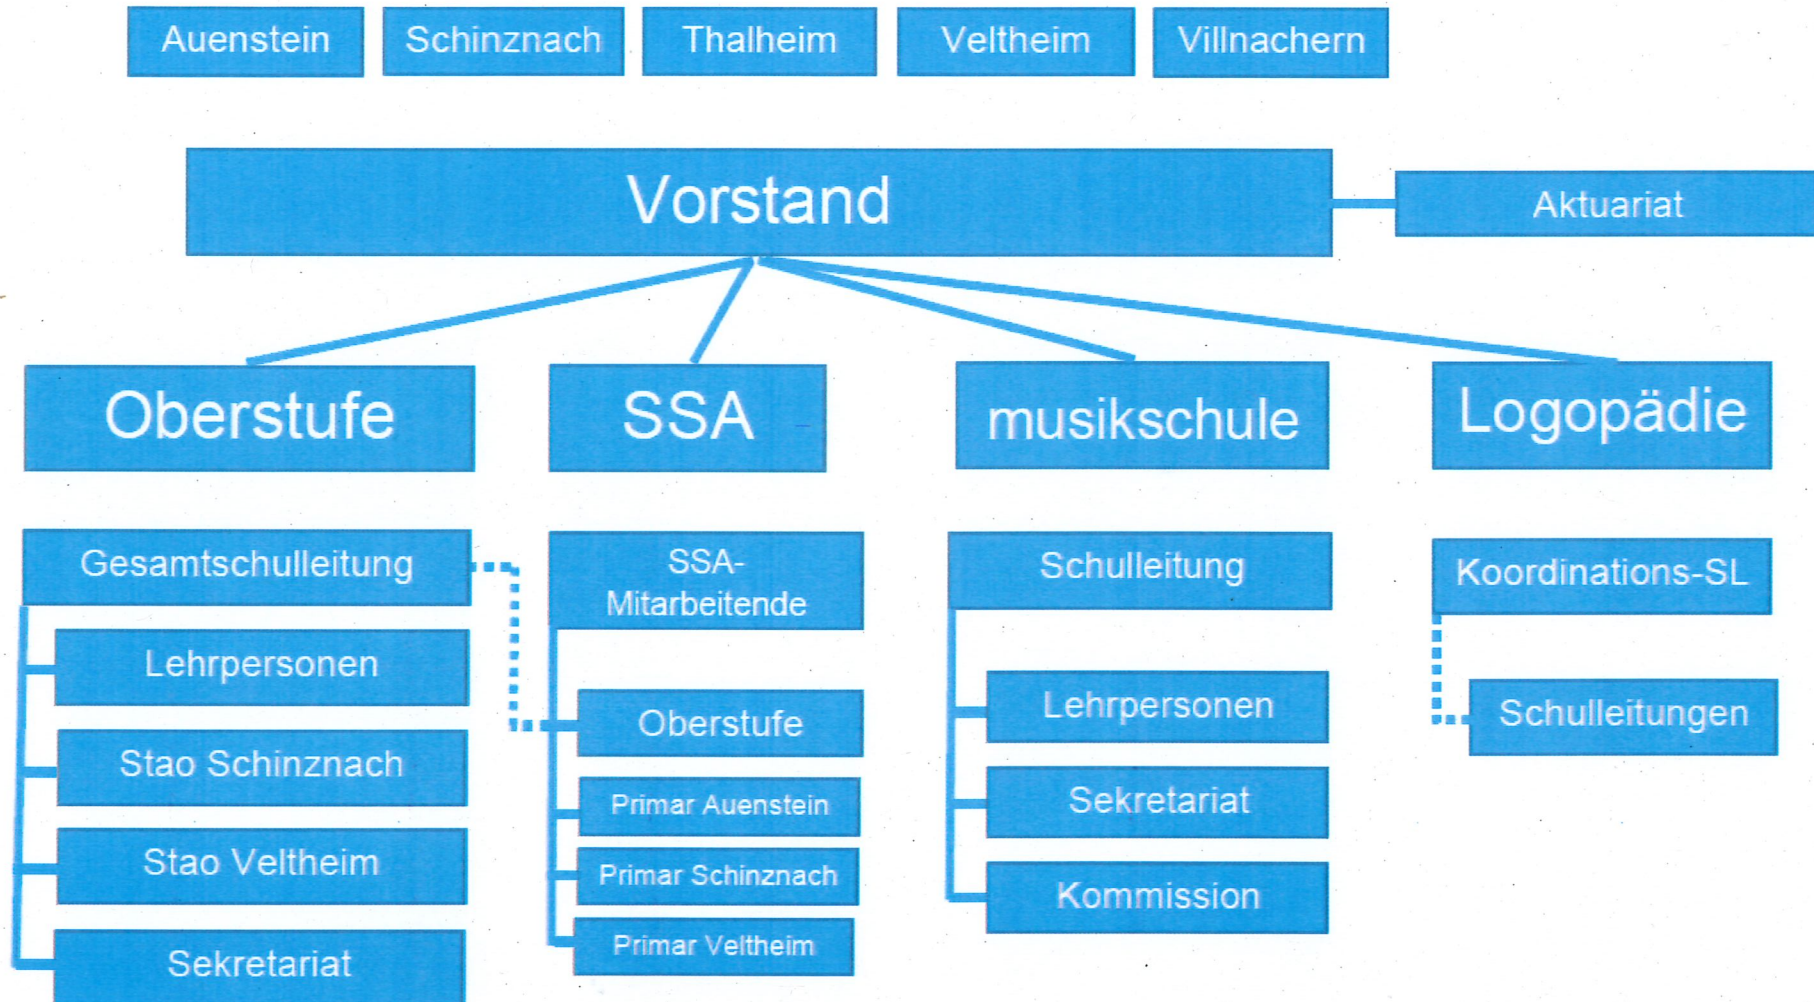 Auenstein
Schinznach
Thalheim
Veltheim
Villnachern
Vorstand
Aktuariat
Oberstufe
SSA
musikschule
Logopädie
Gesamtschulleitung
Lehrpersonen
Stao Schinznach
Stao Veltheim
Sekretariat
SSA-
Mitarbeitende
Oberstufe
Primar Auenstein
Primar Schinznach
Primar Veltheim
Schulleitung
Lehrpersonen
Sekretariat
Kommission
Koordinations-SL
Schulleitungen